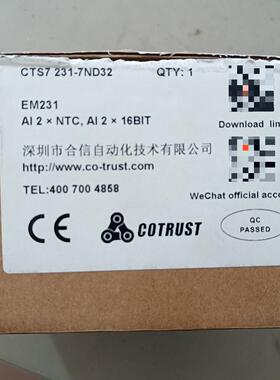 CTS7 231-7ND32 QTY: 1
EM231
AI 2 × NTC, AI 2 × 16BIT
Download lin
深圳市合信自动化技术有限公司
http://www.co-trust.com
TEL:400 700 4858
WeChat official acce
CE COTRUST
QC
PASSED